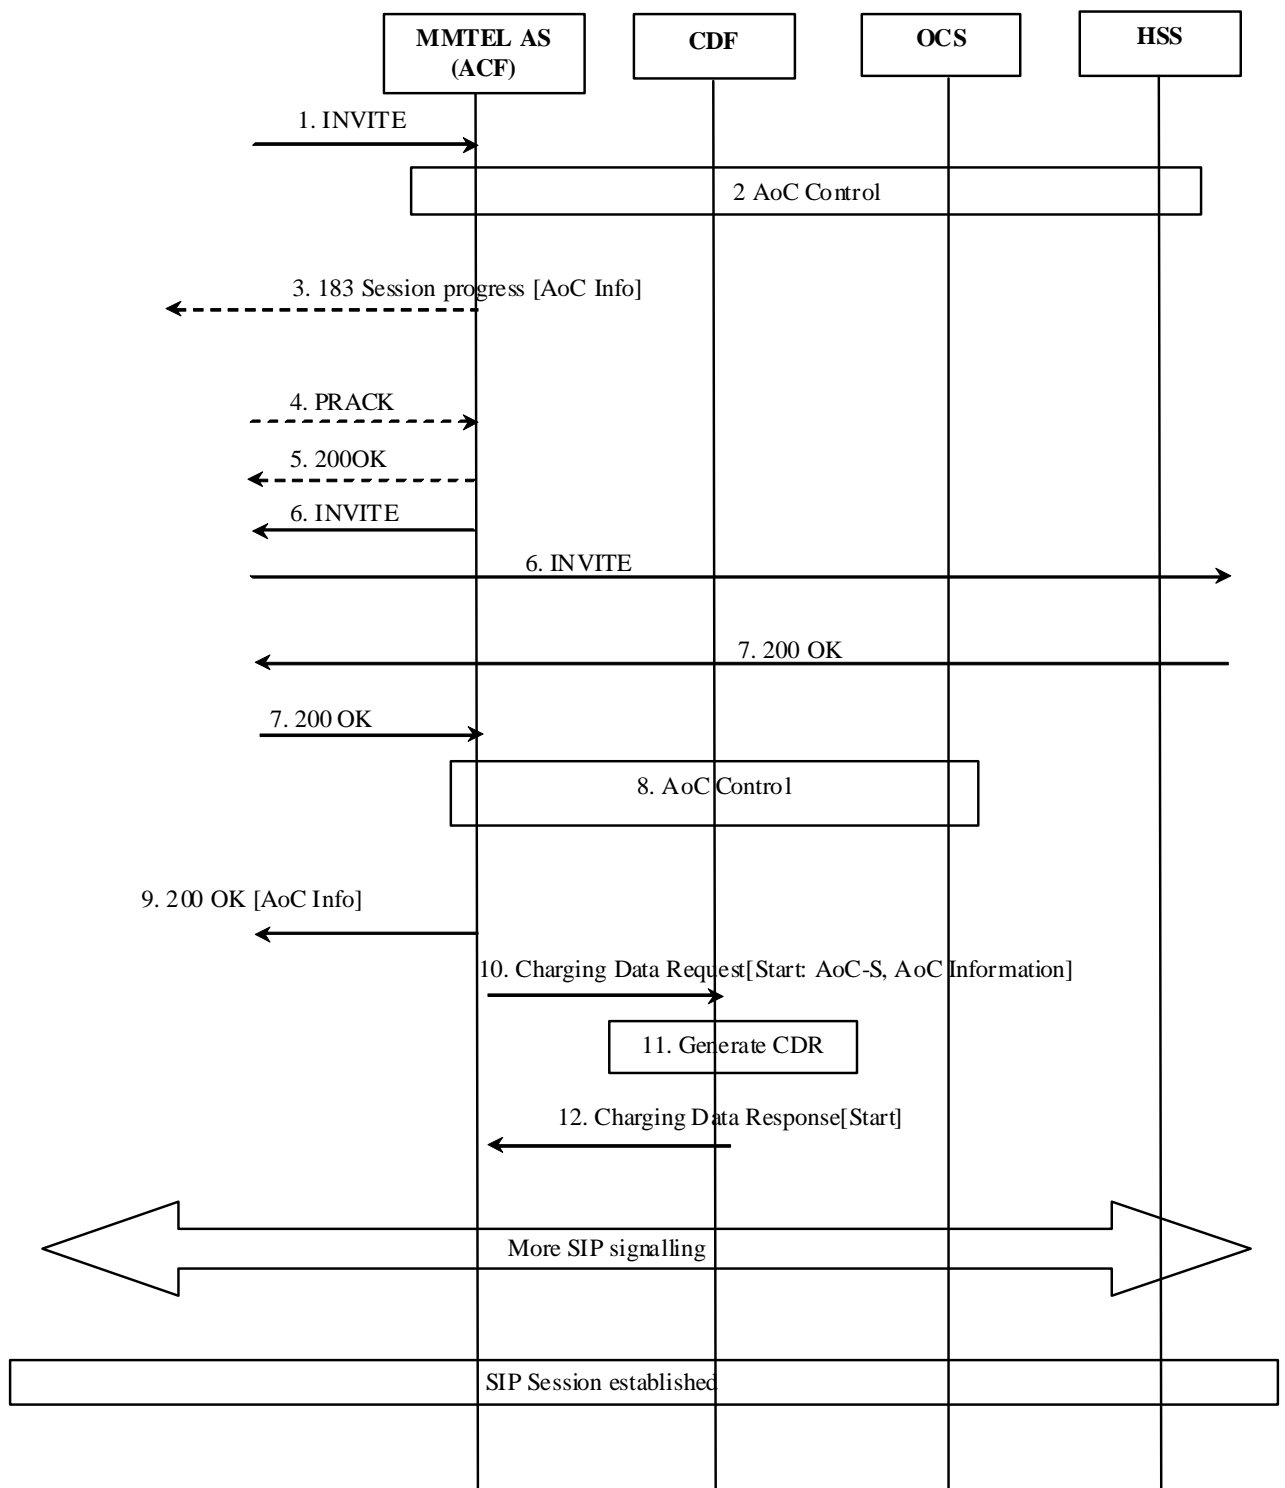 MMTEL AS
(ACF)
CDF
OCS
HSS
1. INVITE
2 AoC Control
3. 183 Session progress [AoC Info]
4. PRACK
5. 200OK
6. INVITE
6. INVITE
7. 200 OK
7. 200 OK
8. AoC Control
9. 200 OK [AoC Info]
10. Charging Data Request[Start: AoC-S, AoC Information]
11. Generate CDR
12. Charging Data Response[Start]
More SIP signalling
SIP Session established